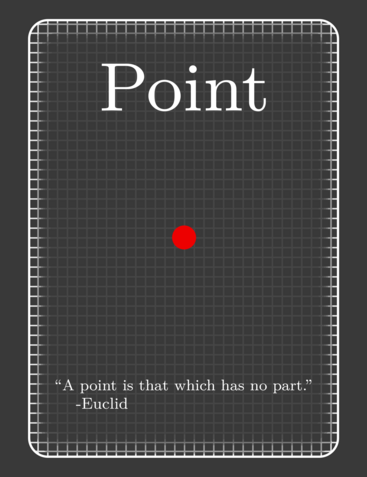 Point
“A point is that which has no part.”
-Euclid